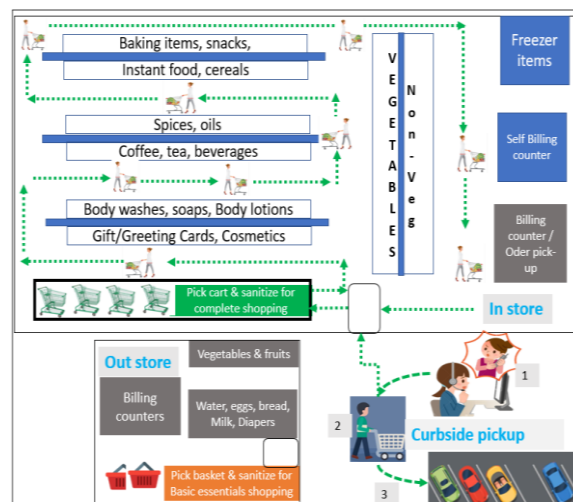 Baking items, snacks,
Instant food, cereals
Spices, oils
Coffee, tea, beverages
Body washes, soaps, Body lotions
Gift/Greeting Cards, Cosmetics
Pick cart & sanitize for
complete shopping
VEGETABLES
Non-Veg
Freezer
items
Self Billing
counter
Billing
counter /
Oder pick-
up
In store
Out store
Vegetables & fruits
Billing
counters
Water, eggs, bread,
Milk, Diapers
Pick basket & sanitize for
Basic essentials shopping
1
2
Curbside pickup
3